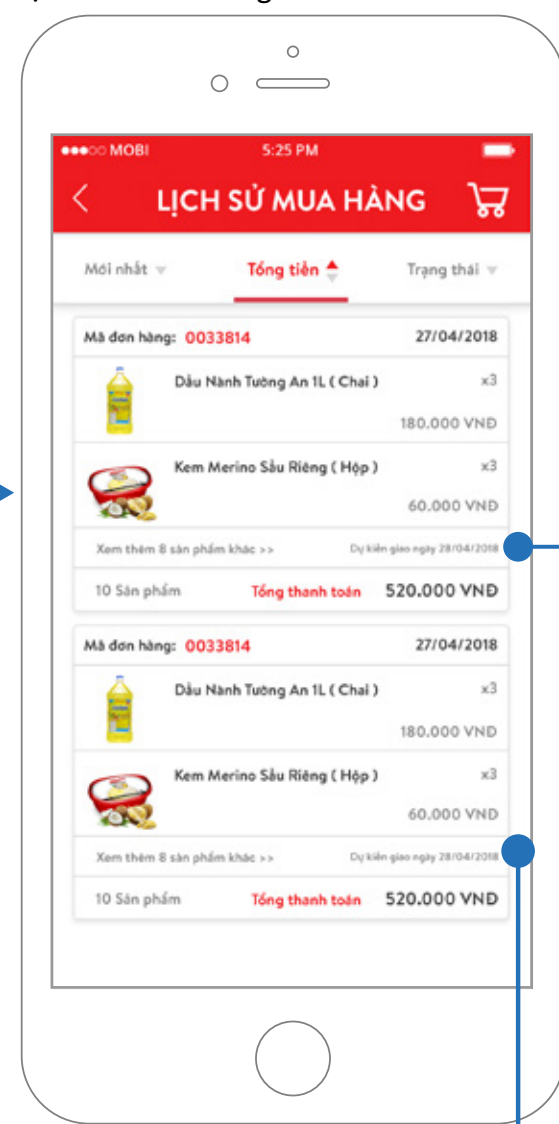 MOBI 5:25 PM
LỊCH SỬ MUA HÀNG
Mới nhất Tổng tiền Trạng thái
Mã đơn hàng: 0033814 27/04/2018
Dầu Nành Tường An 1L ( Chai ) x3
180.000 VNĐ
Kem Merino Sầu Riêng ( Hộp ) x3
60.000 VNĐ
Xem thêm 8 sản phẩm khác >> Dự kiến giao ngày 28/04/2018
10 Sản phẩm Tổng thanh toán 520.000 VNĐ
Mã đơn hàng: 0033814 27/04/2018
Dầu Nành Tường An 1L ( Chai ) x3
180.000 VNĐ
Kem Merino Sầu Riêng ( Hộp ) x3
60.000 VNĐ
Xem thêm 8 sản phẩm khác >> Dự kiến giao ngày 28/04/2018
10 Sản phẩm Tổng thanh toán 520.000 VNĐ